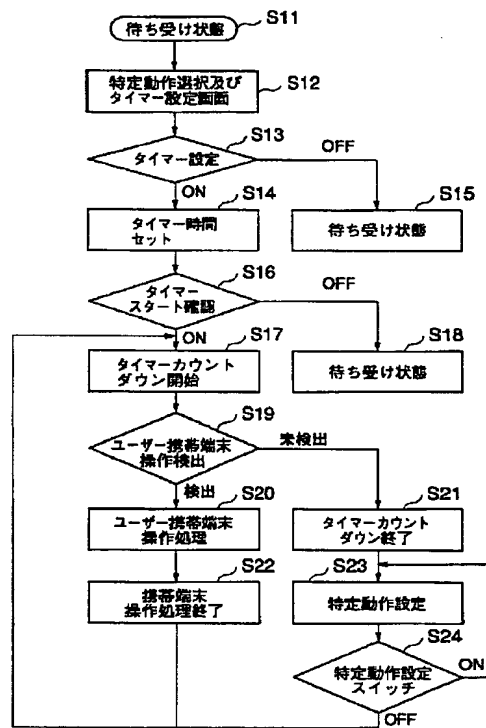 待ち受け状態
S11
特定動作選択及び
タイマー設定画面
S12
タイマー設定
S13
OFF
ON
タイマー時間
セット
S14
待ち受け状態
S15
タイマー
スタート確認
S16
OFF
ON
タイマーカウント
ダウン開始
S17
待ち受け状態
S18
ユーザー携帯端末
操作検出
S19
未検出
検出
ユーザー携帯端末
操作処理
S20
タイマーカウント
ダウン終了
S21
携帯端末
操作処理終了
S22
特定動作設定
S23
特定動作設定
スイッチ
S24
ON
OFF